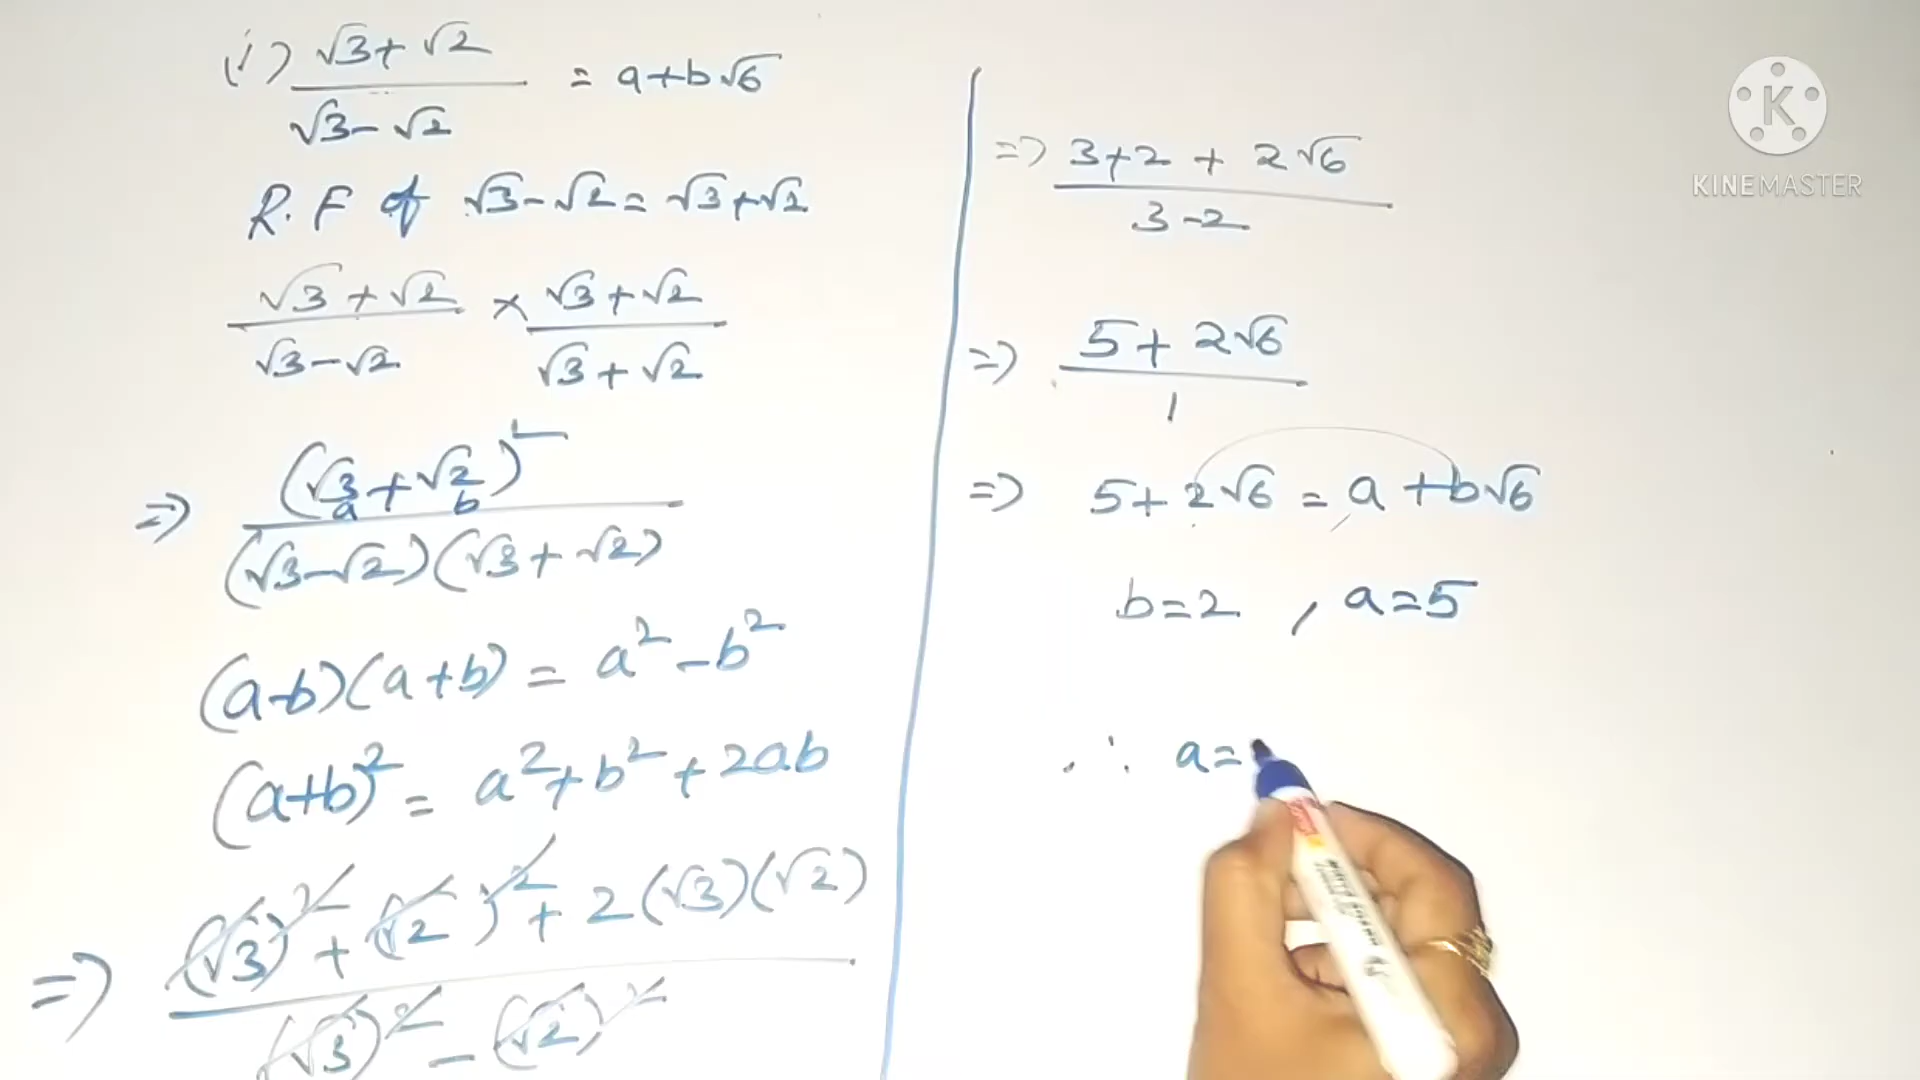 (i) √3+√2 / √3-√2 = a+b√6
R.F of √3-√2 = √3+√2
√3+√2 / √3-√2 × √3+√2 / √3+√2
⇒ (√3+√2)² / (√3-√2)(√3+√2)
a b
(a-b)(a+b) = a²-b²
(a+b)² = a²+b²+2ab
⇒ (√3)²+(√2)²+2(√3)(√2) / (√3)²-(√2)²
⇒ 3+2+2√6 / 3-2
⇒ 5+2√6 / 1
⇒ 5+2√6 = a+b√6
b=2, a=5
∴ a=
K
KINEMASTER